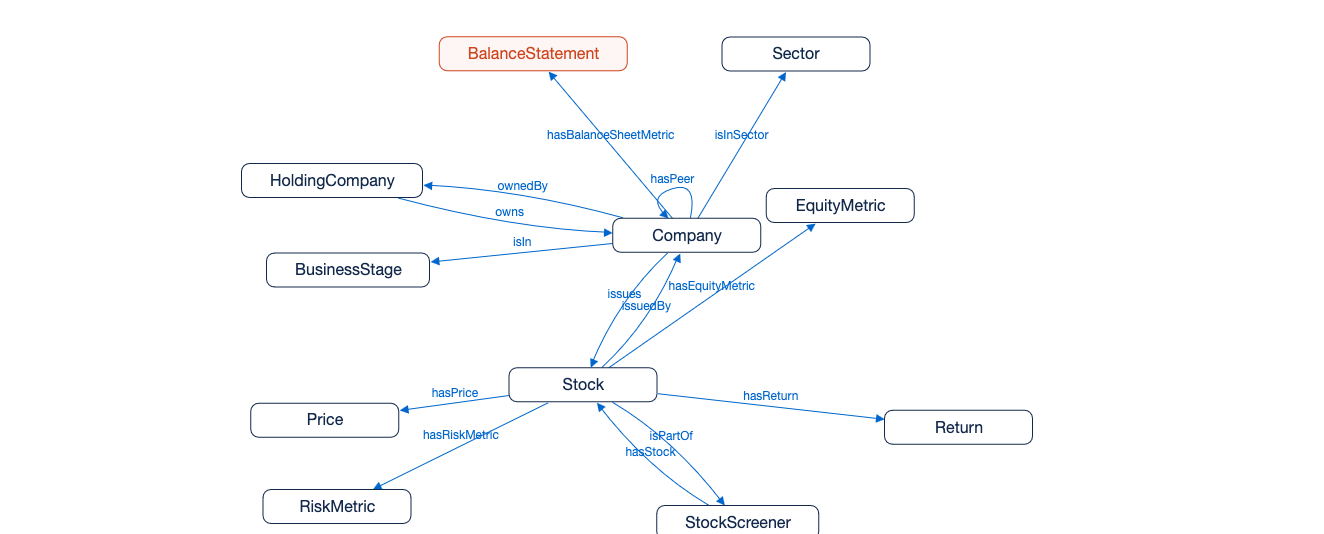 BalanceStatement
Sector
hasBalanceSheetMetric
isInSector
HoldingCompany
hasPeer
ownedBy
EquityMetric
owns
Company
isIn
BusinessStage
hasEquityMetric
issues
issuedBy
Stock
hasPrice
hasReturn
Price
Return
hasRiskMetric
isPartOf
hasStock
RiskMetric
StockScreener